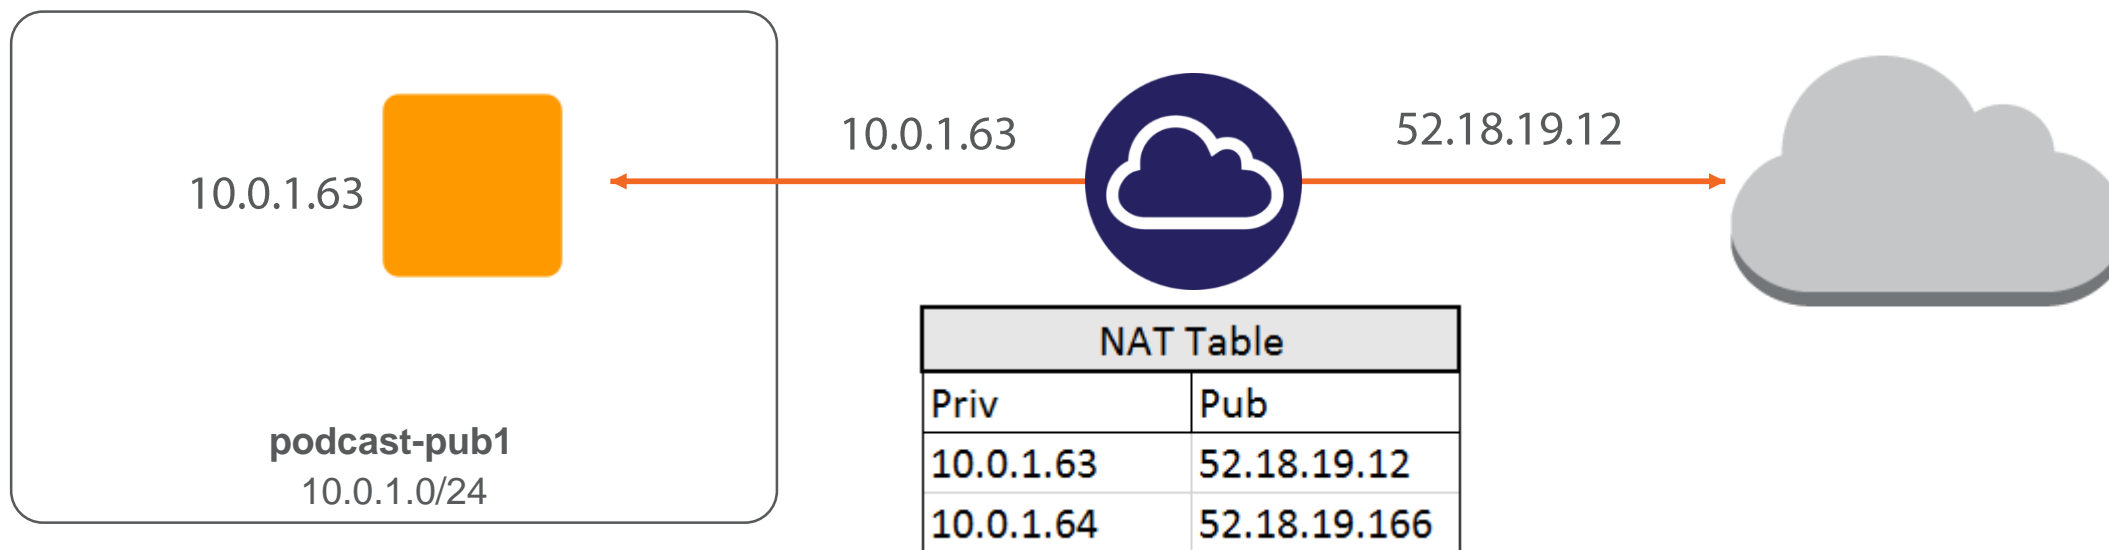 10.0.1.63
10.0.1.63
52.18.19.12
podcast-pub1
10.0.1.0/24
NAT Table
Priv Pub
10.0.1.63 52.18.19.12
10.0.1.64 52.18.19.166